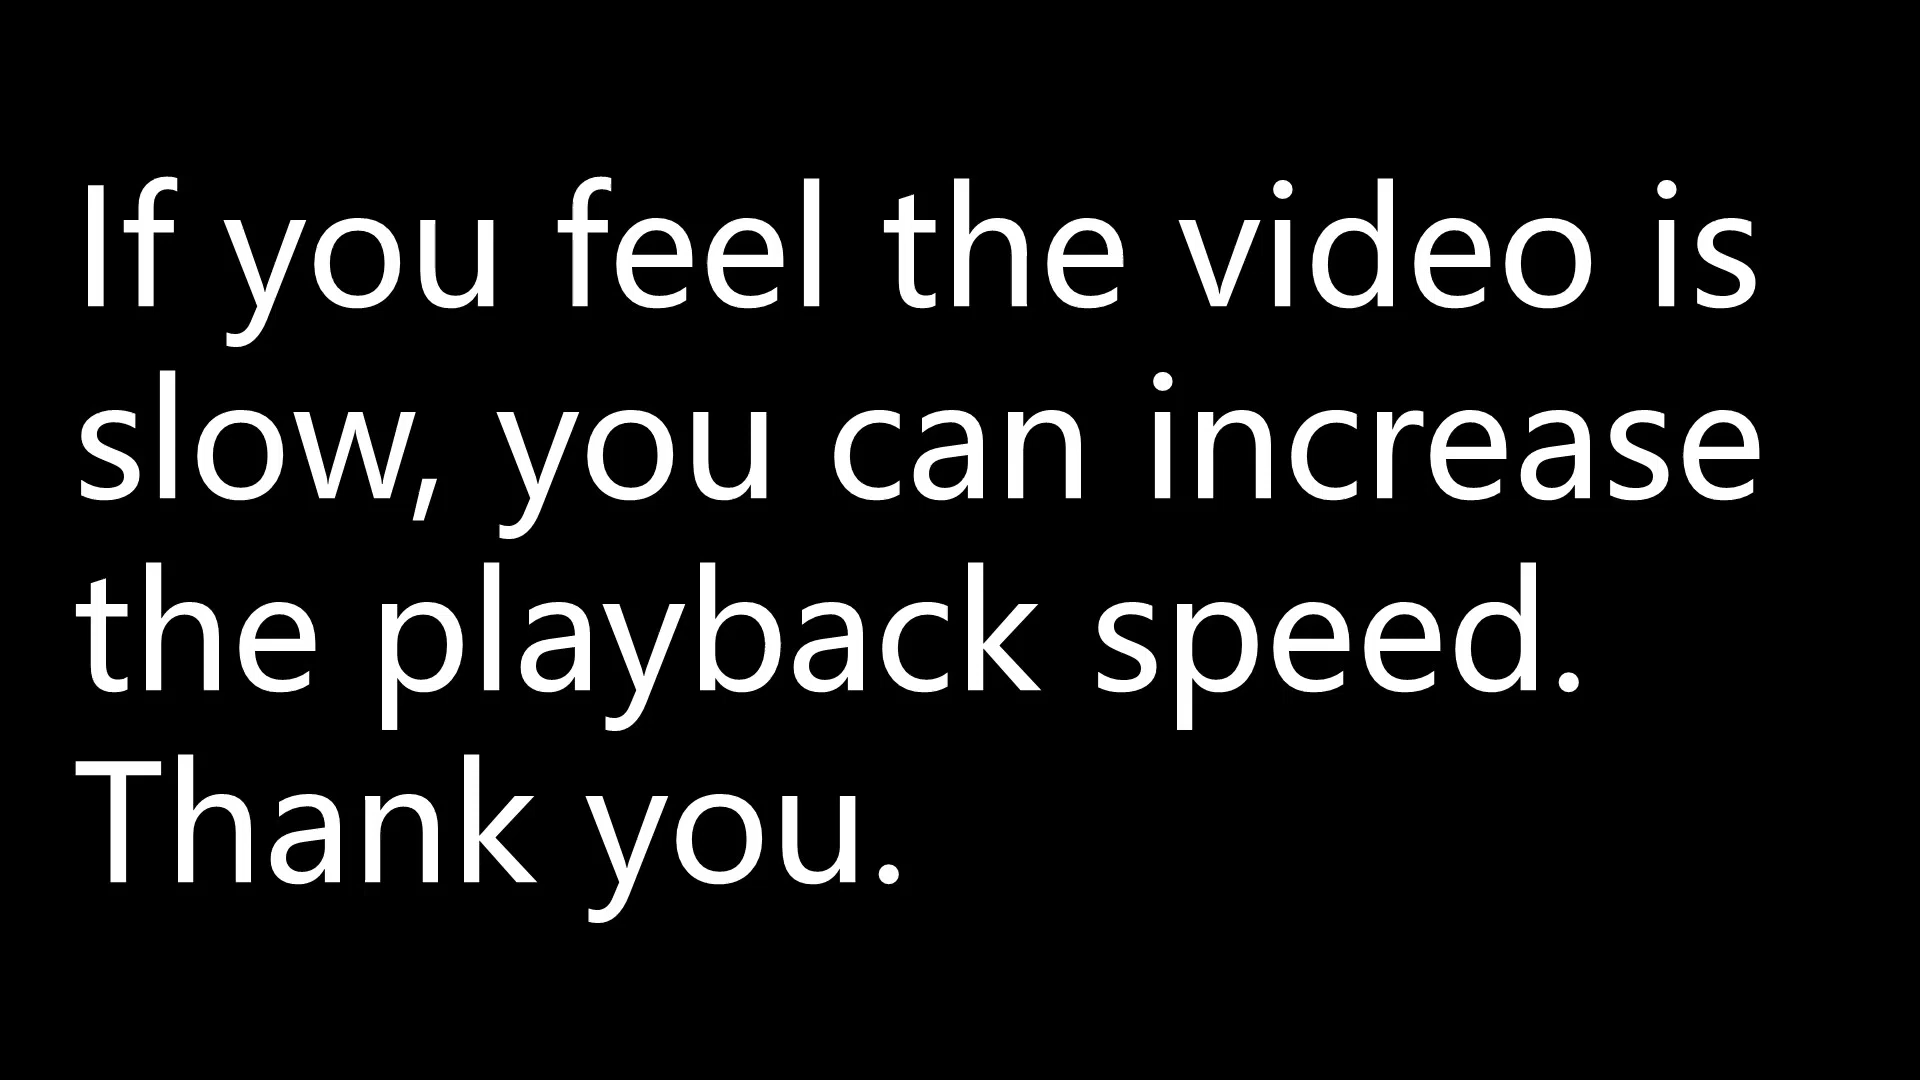 If you feel the video is
slow, you can increase
the playback speed.
Thank you.